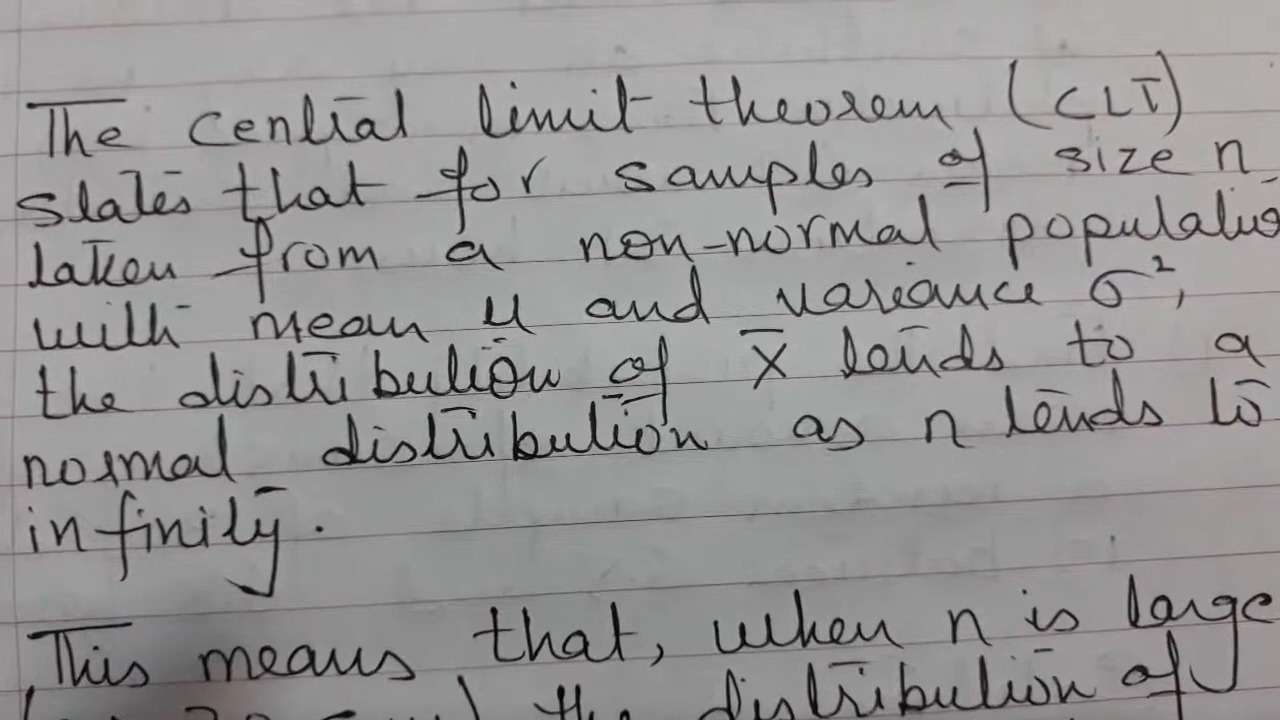 The central limit theorem (CLT)
states that for samples of size n
taken from a non-normal populatio
with mean μ and variance σ²,
the distribution of X̄ tends to a
normal distribution as n tends to
infinity.
This means that, when n is large
the distribution of